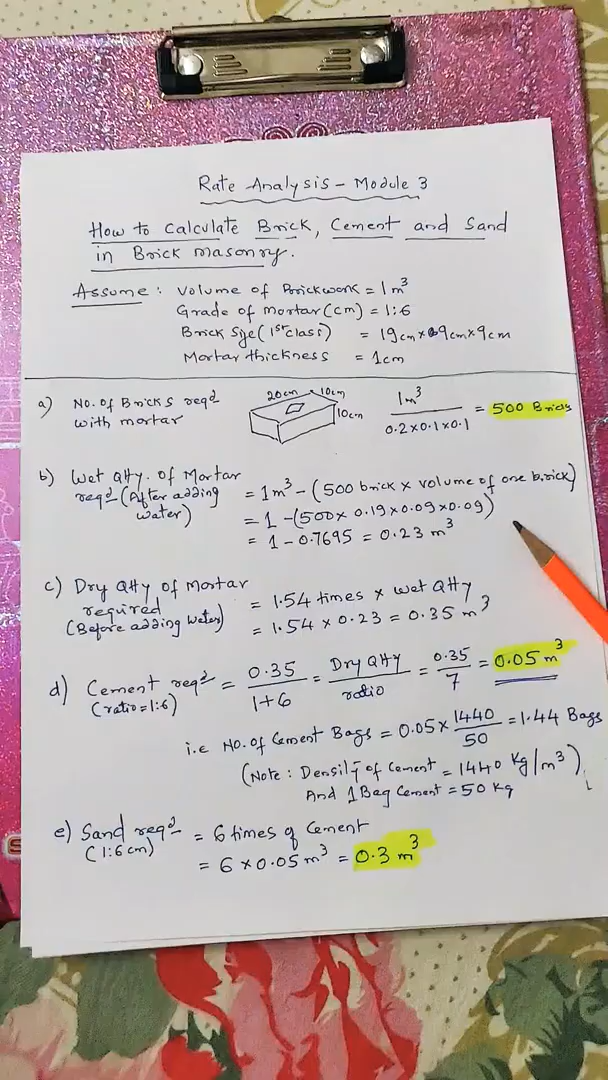 Rate Analysis - Module 3
How to Calculate Brick, Cement and Sand
in Brick masonry.
Assume : Volume of Brickwork = 1m³
Grade of mortar (cm) = 1:6
Brick Size (1st class) = 19cm × 9cm × 9cm
Mortar thickness = 1cm
a) No. of Bricks reqd with mortar
20cm 10cm
10cm
1m³ / 0.2×0.1×0.1 = 500 Bricks
b) Wet Qty. of Mortar
reqd (After adding water) = 1m³ - (500 brick × volume of one brick)
= 1 - (500× 0.19×0.09×0.09)
= 1 - 0.7695 = 0.23 m³
c) Dry Qty of Mortar
required = 1.54 times × Wet Qty
(Before adding water) = 1.54 × 0.23 = 0.35 m³
d) Cement reqd = 0.35 / 1+6 = Dry Qty / ratio = 0.35 / 7 = 0.05 m³
(ratio = 1:6)
i.e No. of Cement Bags = 0.05 × 1440 / 50 = 1.44 Bags
(Note : Density of Cement = 1440 Kg/m³)
And 1 Bag Cement = 50 Kg
e) Sand reqd = 6 times of Cement
(1:6 cm) = 6 × 0.05 m³ = 0.3 m³